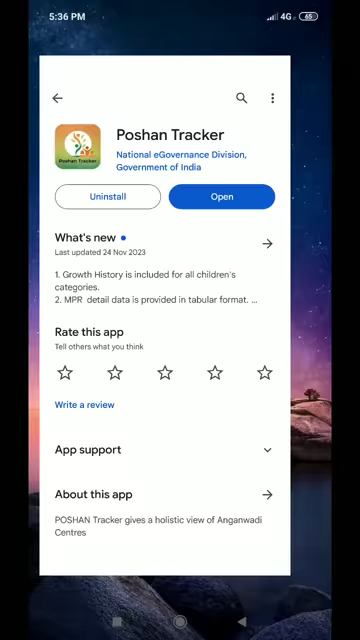 5:36 PM
4G 65
Poshan Tracker
Poshan Tracker
National eGovernance Division,
Government of India
Uninstall
Open
What's new
Last updated 24 Nov 2023
1. Growth History is included for all children's
categories.
2. MPR detail data is provided in tabular format. ...
Rate this app
Tell others what you think
Write a review
App support
About this app
POSHAN Tracker gives a holistic view of Anganwadi
Centres